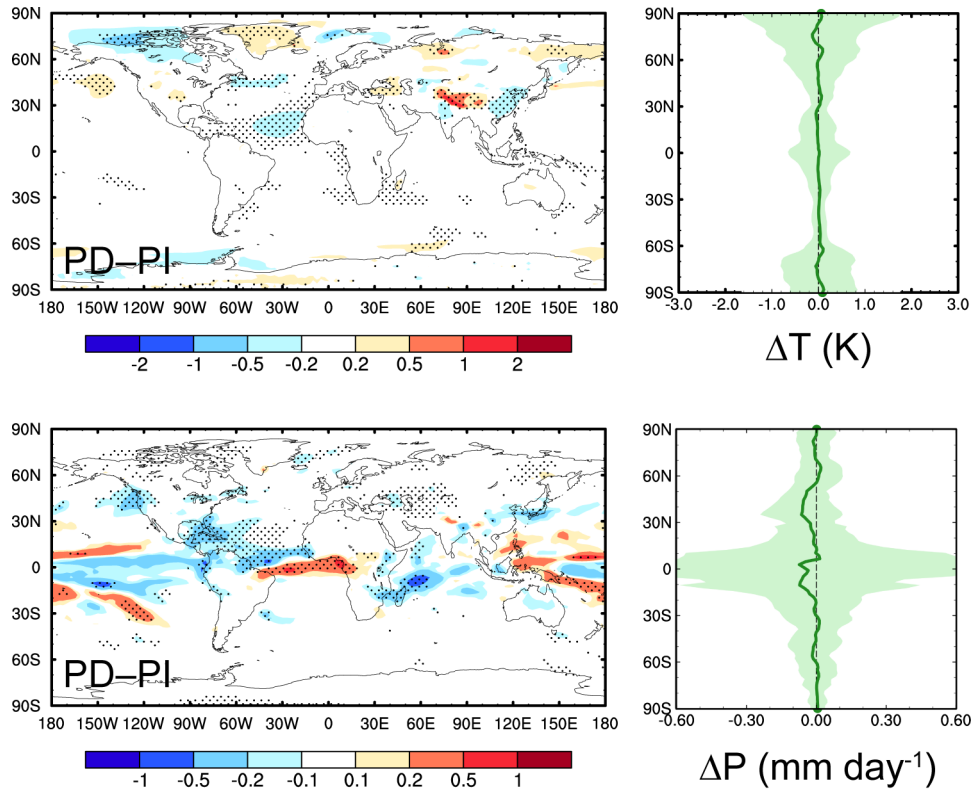 90N
60N
30N
0
30S
60S
90S
PD–PI
180 150W 120W 90W 60W 30W 0 30E 60E 90E 120E 150E 180
-2 -1 -0.5 -0.2 0.2 0.5 1 2
90N
60N
30N
0
30S
60S
90S
-3.0 -2.0 -1.0 0.0 1.0 2.0 3.0
ΔT (K)
90N
60N
30N
0
30S
60S
90S
PD–PI
180 150W 120W 90W 60W 30W 0 30E 60E 90E 120E 150E 180
-1 -0.5 -0.2 -0.1 0.1 0.2 0.5 1
90N
60N
30N
0
30S
60S
90S
-0.60 -0.30 0.00 0.30 0.60
ΔP (mm day⁻¹)